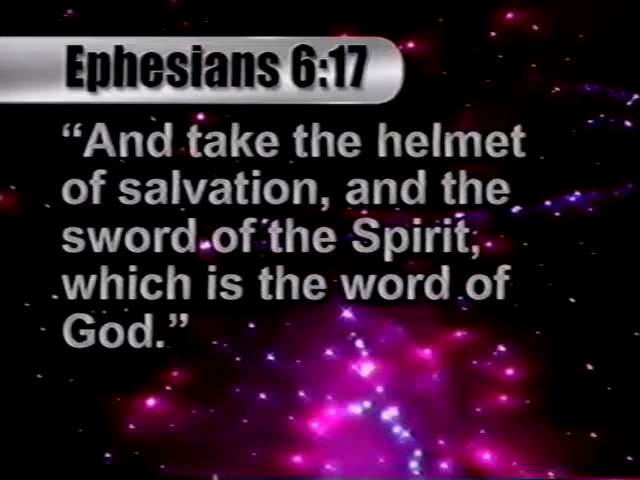 Ephesians 6:17
“And take the helmet
of salvation, and the
sword of the Spirit,
which is the word of
God.”